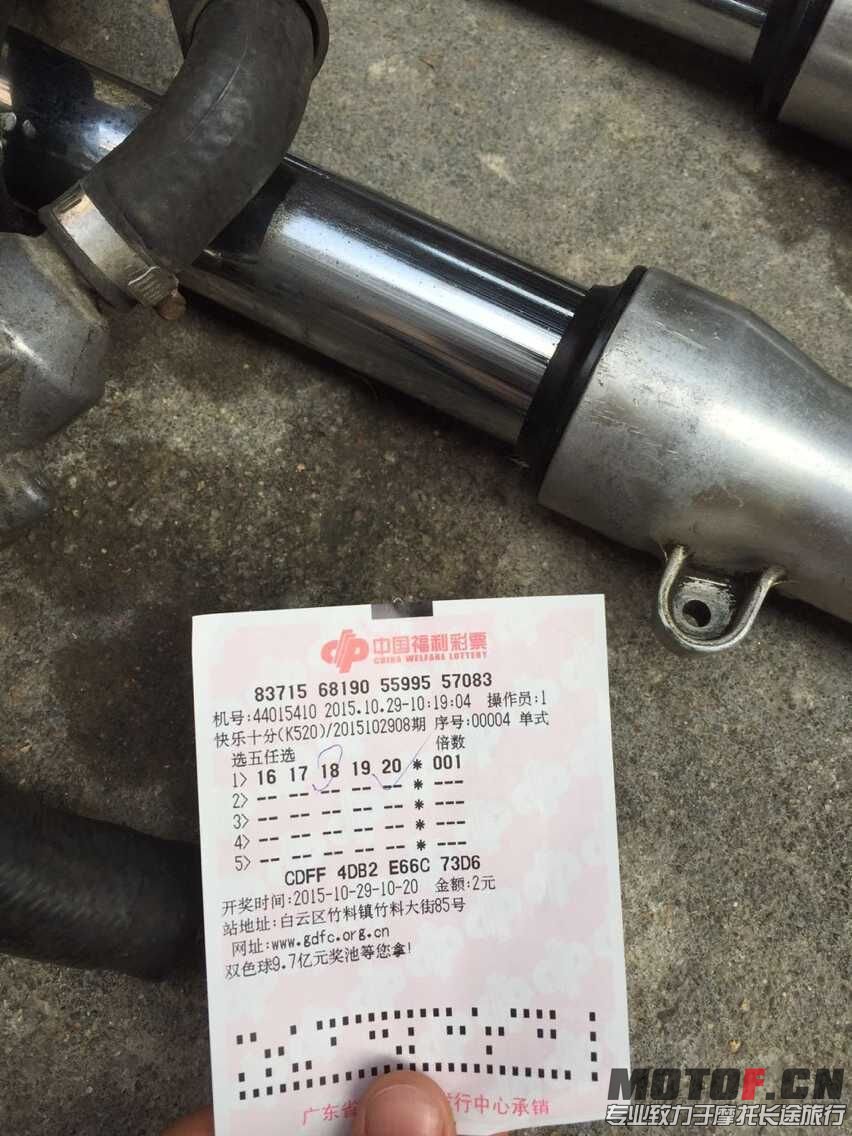 中国福利彩票
CHINA WELFARE LOTTERY
83715 68190 55995 57083
机号:44015410 2015.10.29-10:19:04 操作员:1
快乐十分(K520)/2015102908期 序号:00004 单式
选五任选 倍数
1> 16 17 18 19 20 * 001
2> -- -- -- -- -- * ---
3> -- -- -- -- -- * ---
4> -- -- -- -- -- * ---
5> -- -- -- -- -- * ---
CDFF 4DB2 E66C 73D6
开奖时间:2015-10-29-10-20 金额:2元
站地址:白云区竹料镇竹料大街85号
网址:www.gdfc.org.cn
双色球9.7亿元奖池等您拿!
广东省 行中心承销
MOTOF.CN
专业致力于摩托长途旅行